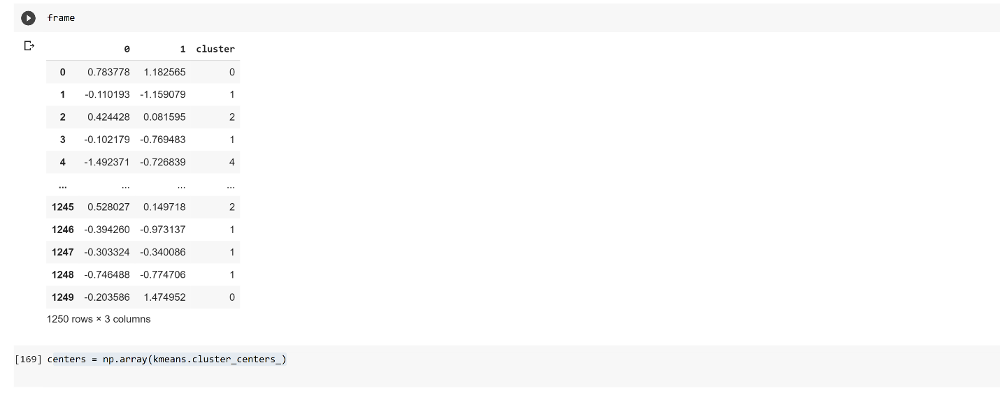 frame
0 1 cluster
0 0.783778 1.182565 0
1 -0.110193 -1.159079 1
2 0.424428 0.081595 2
3 -0.102179 -0.769483 1
4 -1.492371 -0.726839 4
... ... ... ...
1245 0.528027 0.149718 2
1246 -0.394260 -0.973137 1
1247 -0.303324 -0.340086 1
1248 -0.746488 -0.774706 1
1249 -0.203586 1.474952 0
1250 rows × 3 columns
[169] centers = np.array(kmeans.cluster_centers_)